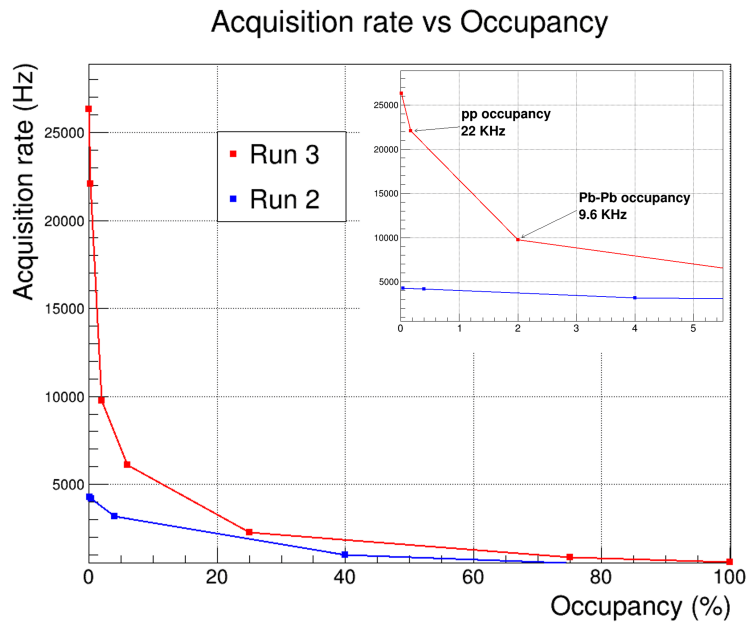 Acquisition rate vs Occupancy
Acquisition rate (Hz)
25000
20000
15000
10000
5000
0
20
40
60
80
100
Occupancy (%)
Run 3
Run 2
25000
20000
15000
10000
5000
0
1
2
3
4
5
pp occupancy
22 KHz
Pb-Pb occupancy
9.6 KHz